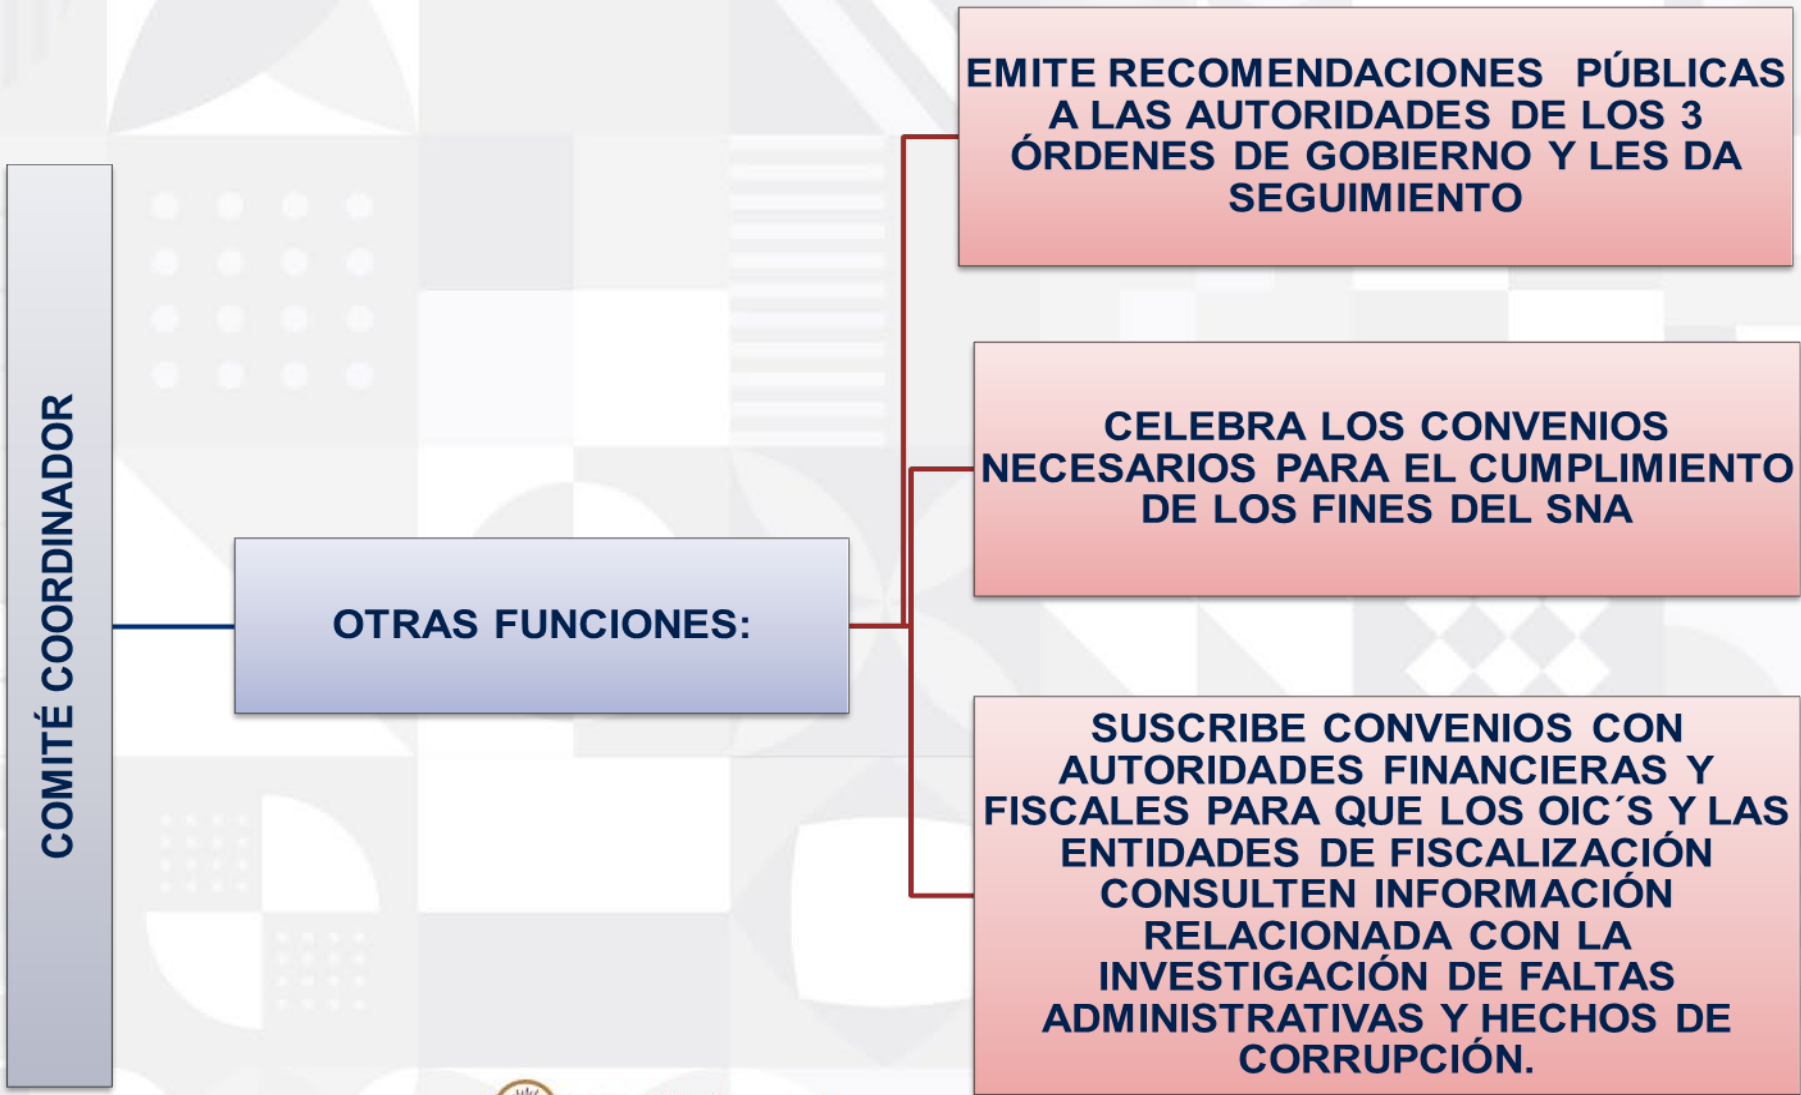 COMITÉ COORDINADOR
OTRAS FUNCIONES:
EMITE RECOMENDACIONES PÚBLICAS
A LAS AUTORIDADES DE LOS 3
ÓRDENES DE GOBIERNO Y LES DA
SEGUIMIENTO
CELEBRA LOS CONVENIOS
NECESARIOS PARA EL CUMPLIMIENTO
DE LOS FINES DEL SNA
SUSCRIBE CONVENIOS CON
AUTORIDADES FINANCIERAS Y
FISCALES PARA QUE LOS OIC´S Y LAS
ENTIDADES DE FISCALIZACIÓN
CONSULTEN INFORMACIÓN
RELACIONADA CON LA
INVESTIGACIÓN DE FALTAS
ADMINISTRATIVAS Y HECHOS DE
CORRUPCIÓN.